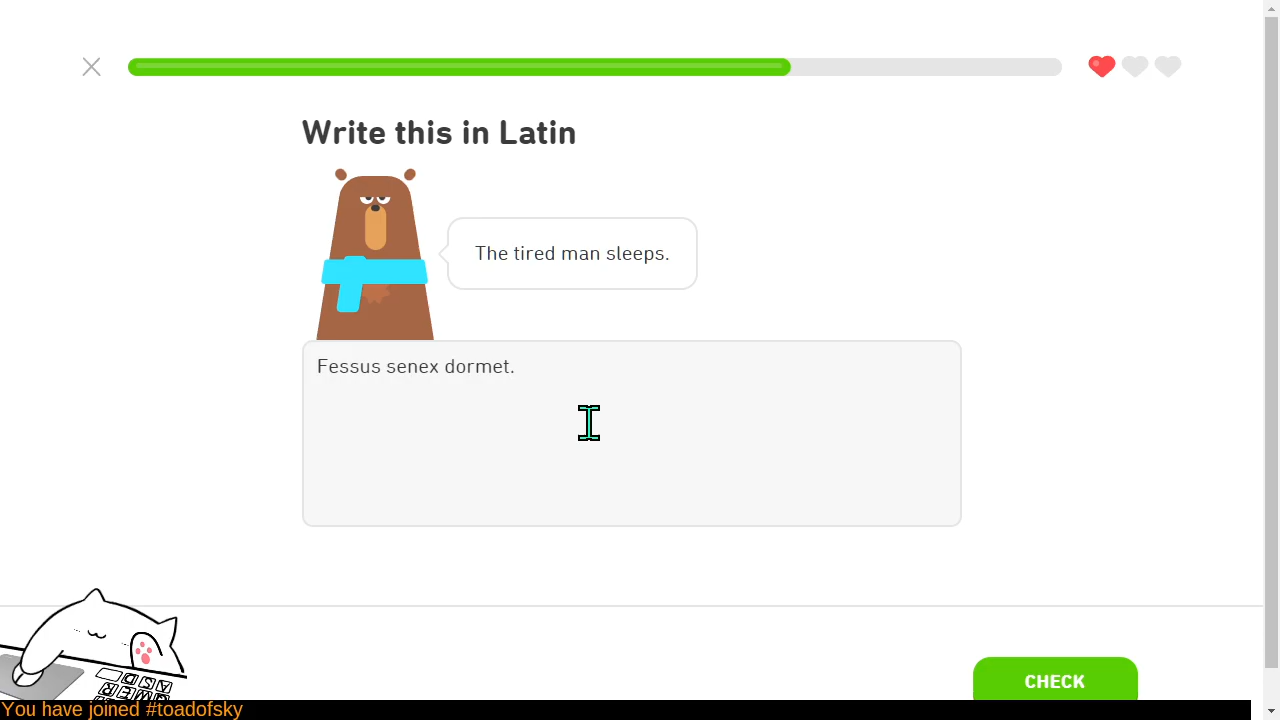 Write this in Latin
The tired man sleeps.
Fessus senex dormet.
CHECK
You have joined #toadofsky